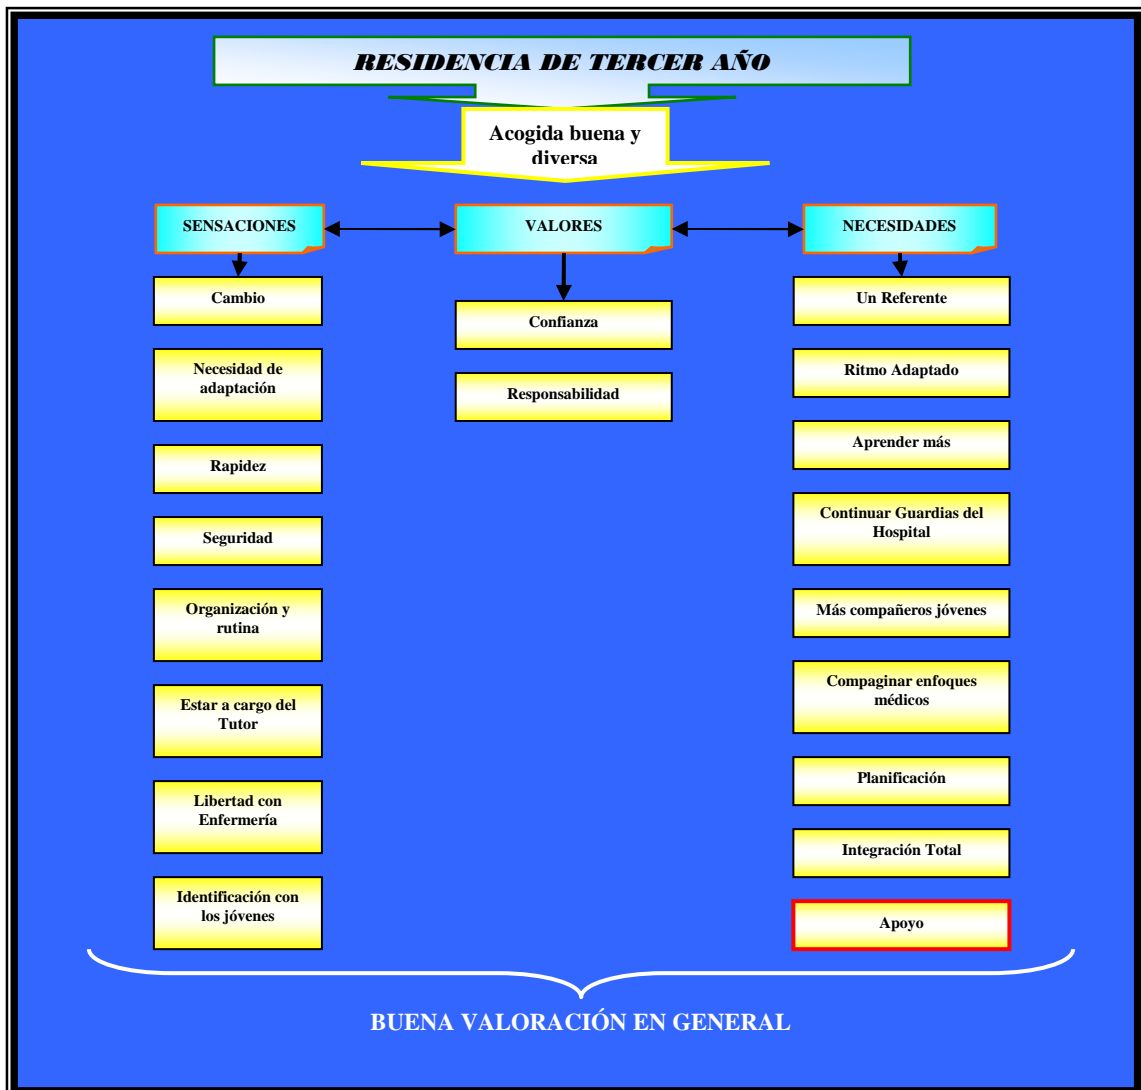 RESIDENCIA DE TERCER AÑO
Acogida buena y
diversa
SENSACIONES
VALORES
NECESIDADES
Cambio
Necesidad de
adaptación
Rapidez
Seguridad
Organización y
rutina
Estar a cargo del
Tutor
Libertad con
Enfermería
Identificación con
los jóvenes
Confianza
Responsabilidad
Un Referente
Ritmo Adaptado
Aprender más
Continuar Guardias del
Hospital
Más compañeros jóvenes
Compaginar enfoques
médicos
Planificación
Integración Total
Apoyo
BUENA VALORACIÓN EN GENERAL